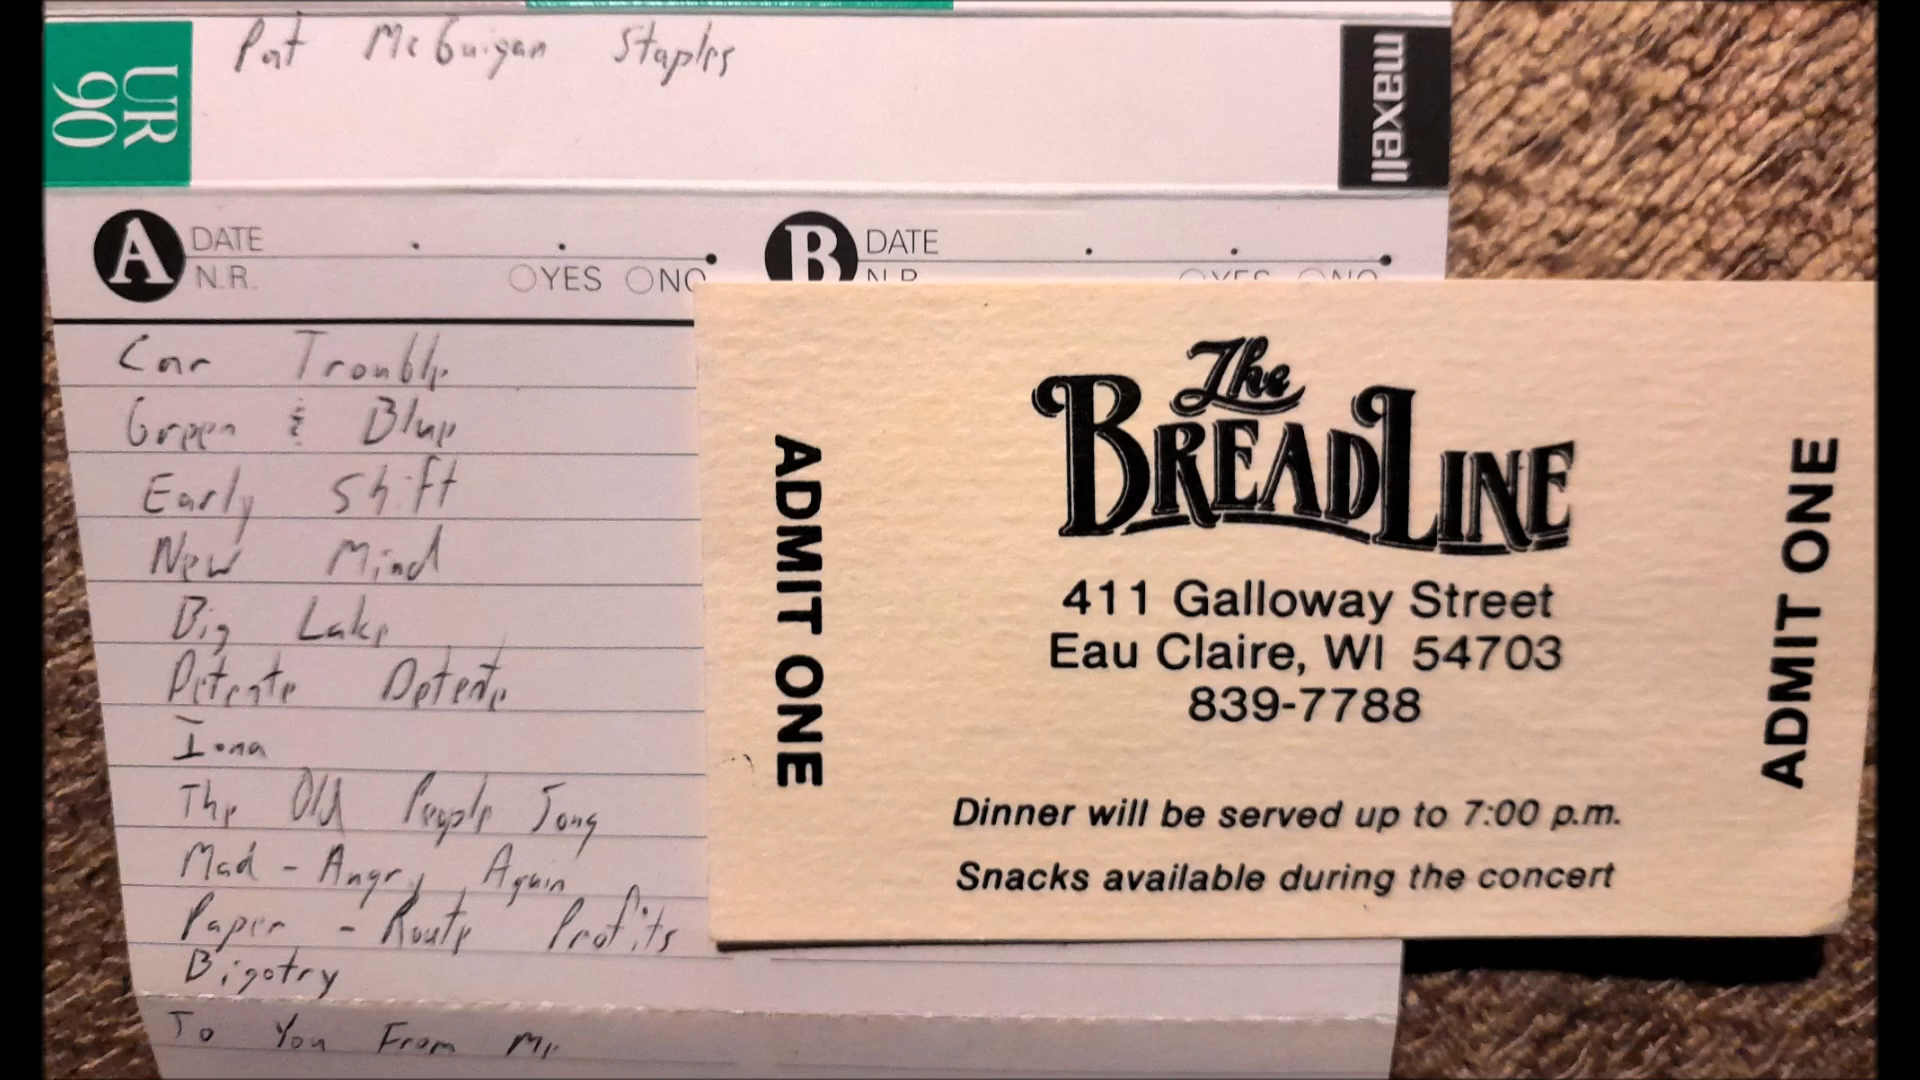 Pat McGuigan Staples
UR
90
maxell
A DATE
N.R. YES NO
B DATE
N.R. YES NO
Car Trouble
Green & Blue
Early Shift
New Mind
Big Lake
Detente Detente
Iona
The Old People Song
Mad - Angry Again
Paper - Route Profits
Bigotry
To You From Me
ADMIT ONE
The
BREADLINE
411 Galloway Street
Eau Claire, WI 54703
839-7788
Dinner will be served up to 7:00 p.m.
Snacks available during the concert
ADMIT ONE